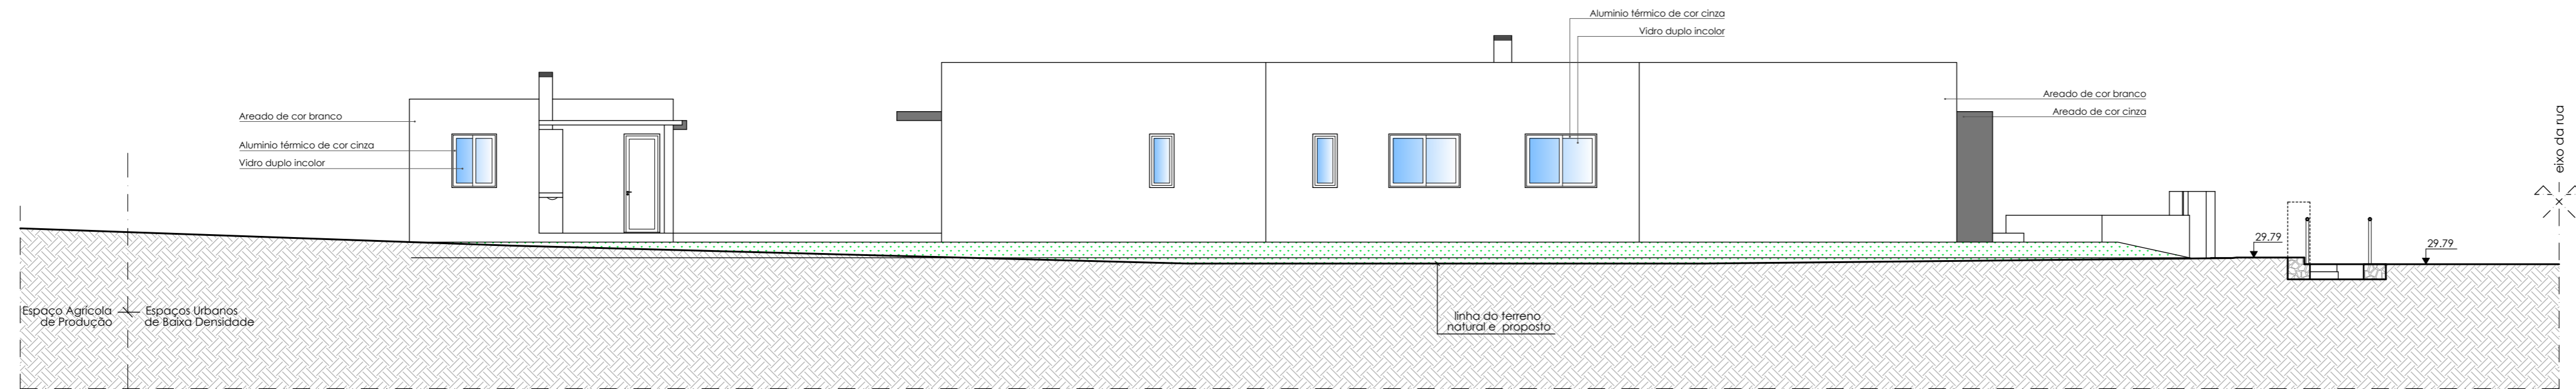 Aluminio térmico de cor cinza
Vidro duplo incolor
Areado de cor branco
Areado de cor cinza
Areado de cor branco
Aluminio térmico de cor cinza
Vidro duplo incolor
eixo da rua
29.79
29.79
Espaço Agrícola
de Produção
Espaços Urbanos
de Baixa Densidade
linha do terreno
natural e proposto